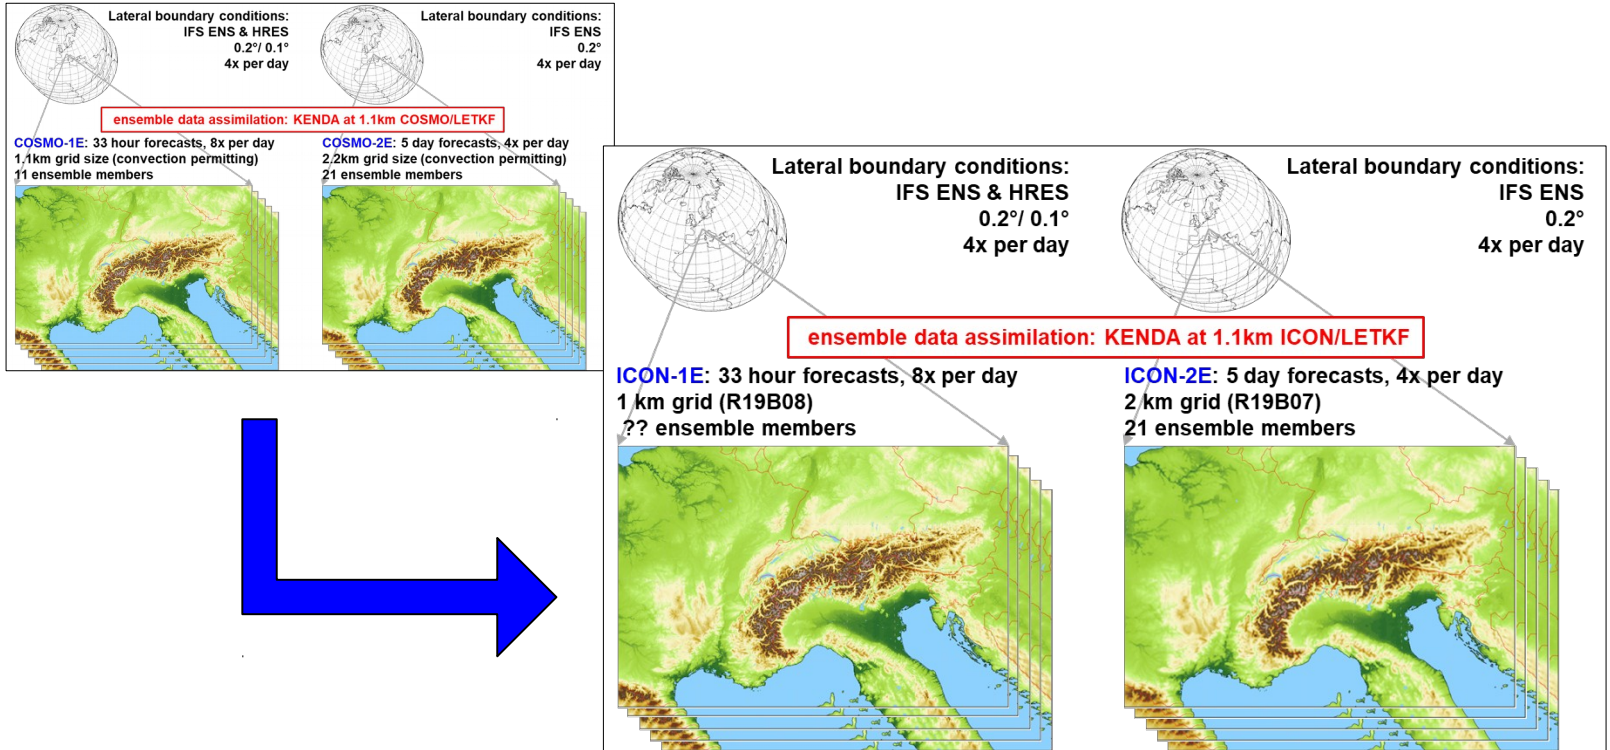 Lateral boundary conditions:
IFS ENS & HRES
0.2°/ 0.1°
4x per day
Lateral boundary conditions:
IFS ENS
0.2°
4x per day
ensemble data assimilation: KENDA at 1.1km COSMO/LETKF
COSMO-1E: 33 hour forecasts, 8x per day
1.1km grid size (convection permitting)
11 ensemble members
COSMO-2E: 5 day forecasts, 4x per day
2.2km grid size (convection permitting)
21 ensemble members
Lateral boundary conditions:
IFS ENS & HRES
0.2°/ 0.1°
4x per day
Lateral boundary conditions:
IFS ENS
0.2°
4x per day
ensemble data assimilation: KENDA at 1.1km ICON/LETKF
ICON-1E: 33 hour forecasts, 8x per day
1 km grid (R19B08)
?? ensemble members
ICON-2E: 5 day forecasts, 4x per day
2 km grid (R19B07)
21 ensemble members